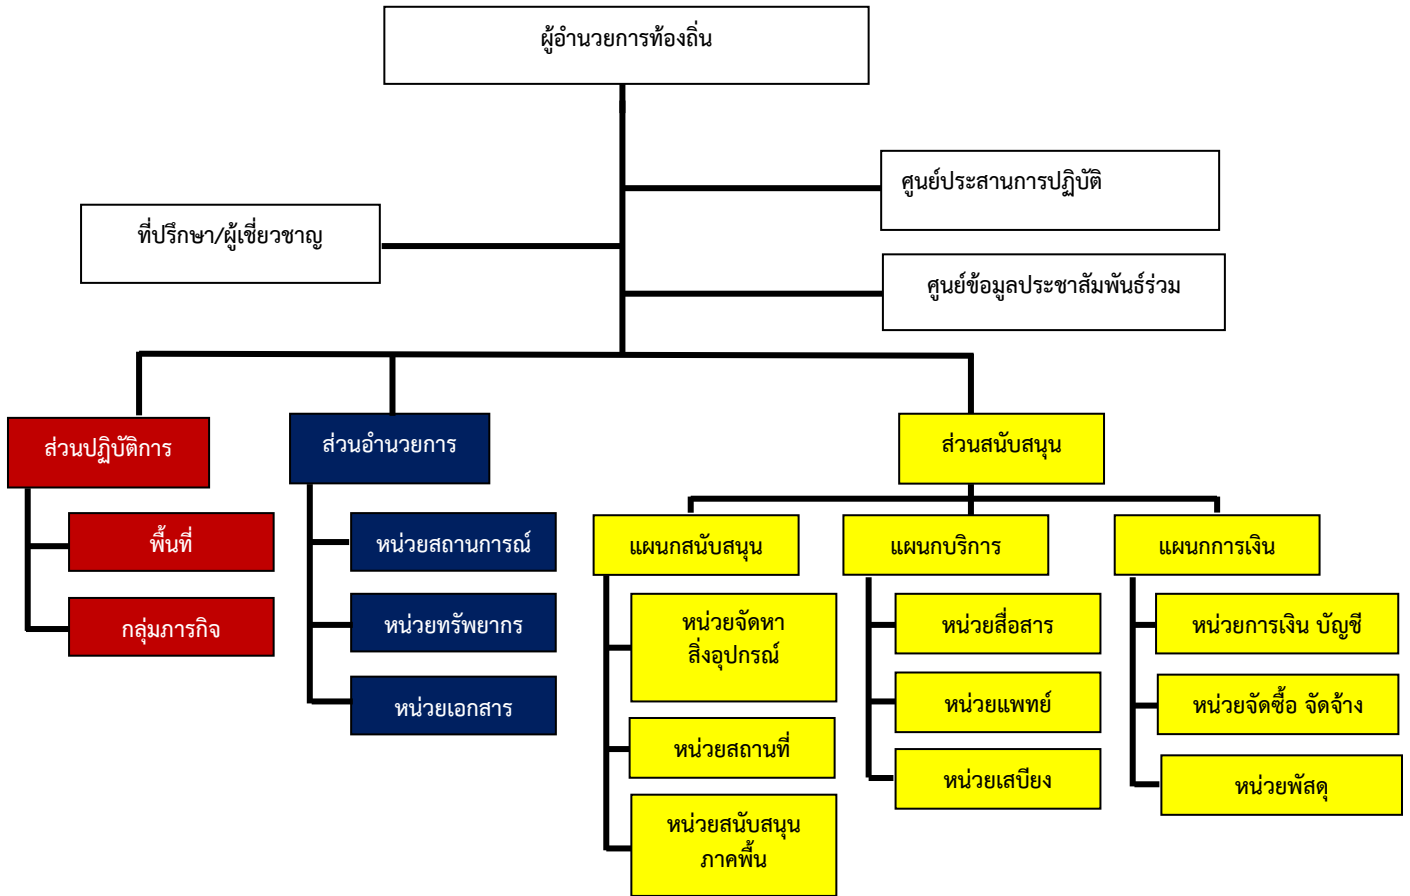 ผู้อำนวยการท้องถิ่น
ศูนย์ประสานการปฏิบัติ
ที่ปรึกษา/ผู้เชี่ยวชาญ
ศูนย์ข้อมูลประชาสัมพันธ์ร่วม
ส่วนปฏิบัติการ
พื้นที่
กลุ่มภารกิจ
ส่วนอำนวยการ
หน่วยสถานการณ์
หน่วยทรัพยากร
หน่วยเอกสาร
ส่วนสนับสนุน
แผนกสนับสนุน
หน่วยจัดหา
สิ่งอุปกรณ์
หน่วยสถานที่
หน่วยสนับสนุน
ภาคพื้น
แผนกบริการ
หน่วยสื่อสาร
หน่วยแพทย์
หน่วยเสบียง
แผนกการเงิน
หน่วยการเงิน บัญชี
หน่วยจัดซื้อ จัดจ้าง
หน่วยพัสดุ